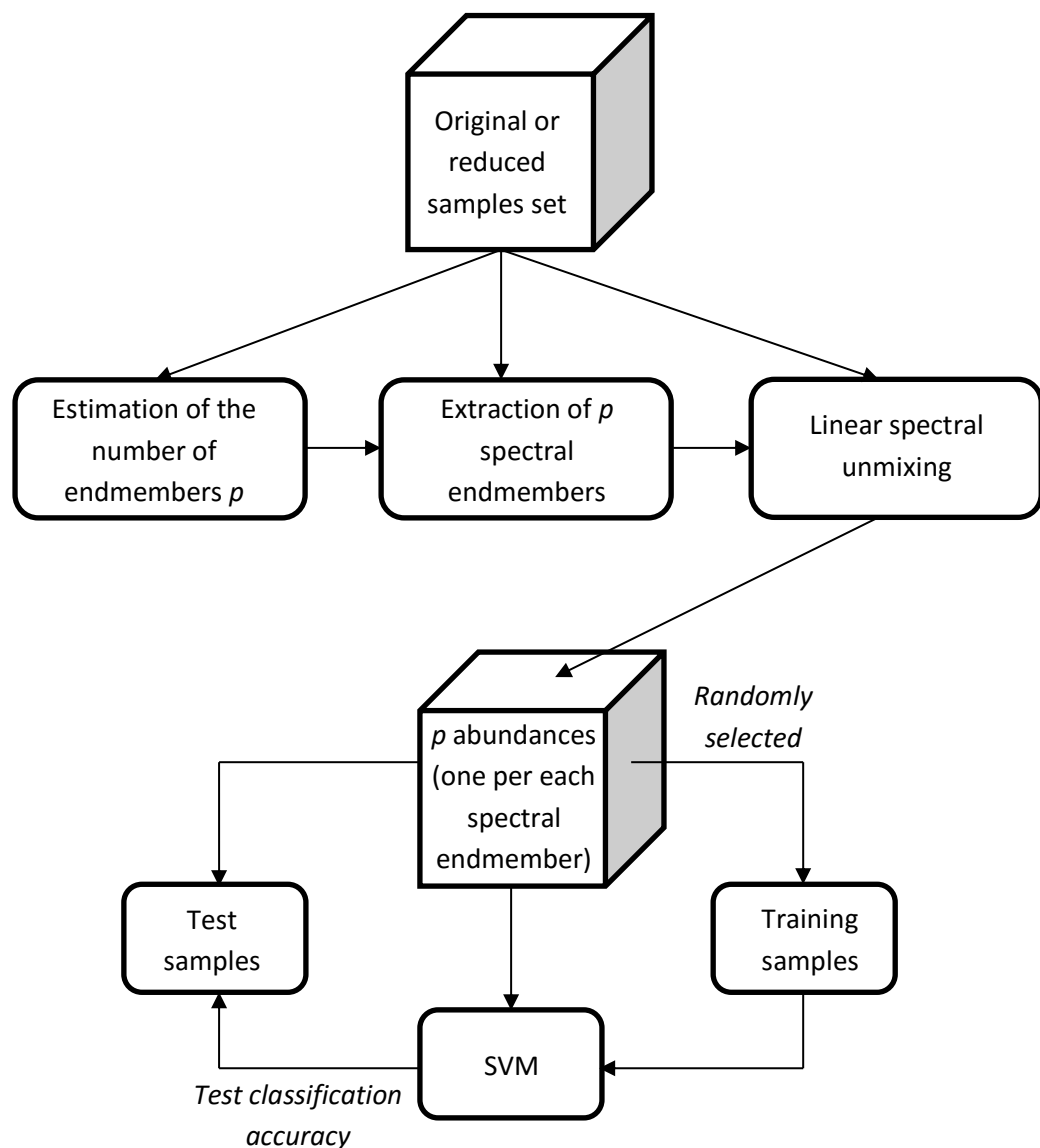 Original or
reduced
samples set
Estimation of the
number of
endmembers p
Extraction of p
spectral
endmembers
Linear spectral
unmixing
Randomly
selected
p abundances
(one per each
spectral
endmember)
Test
samples
Training
samples
SVM
Test classification
accuracy